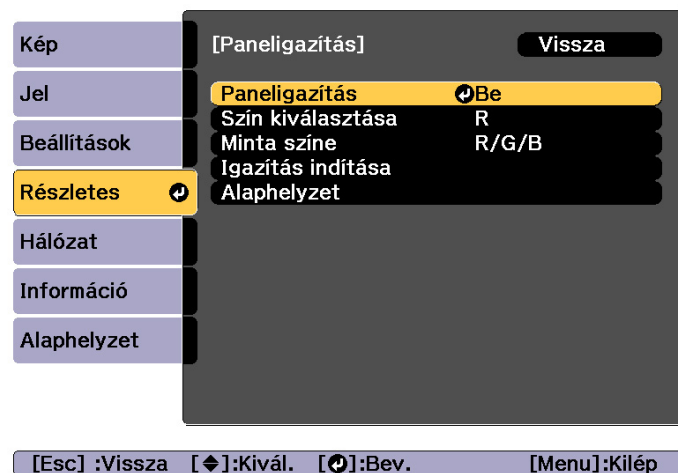 Kép
Jel
Beállítások
Részletes
Hálózat
Információ
Alaphelyzet
[Paneligazítás] Vissza
Paneligazítás Be
Szín kiválasztása R
Minta színe R/G/B
Igazítás indítása
Alaphelyzet
[Esc] :Vissza [◆]:Kivál. [↵]:Bev. [Menu]:Kilép